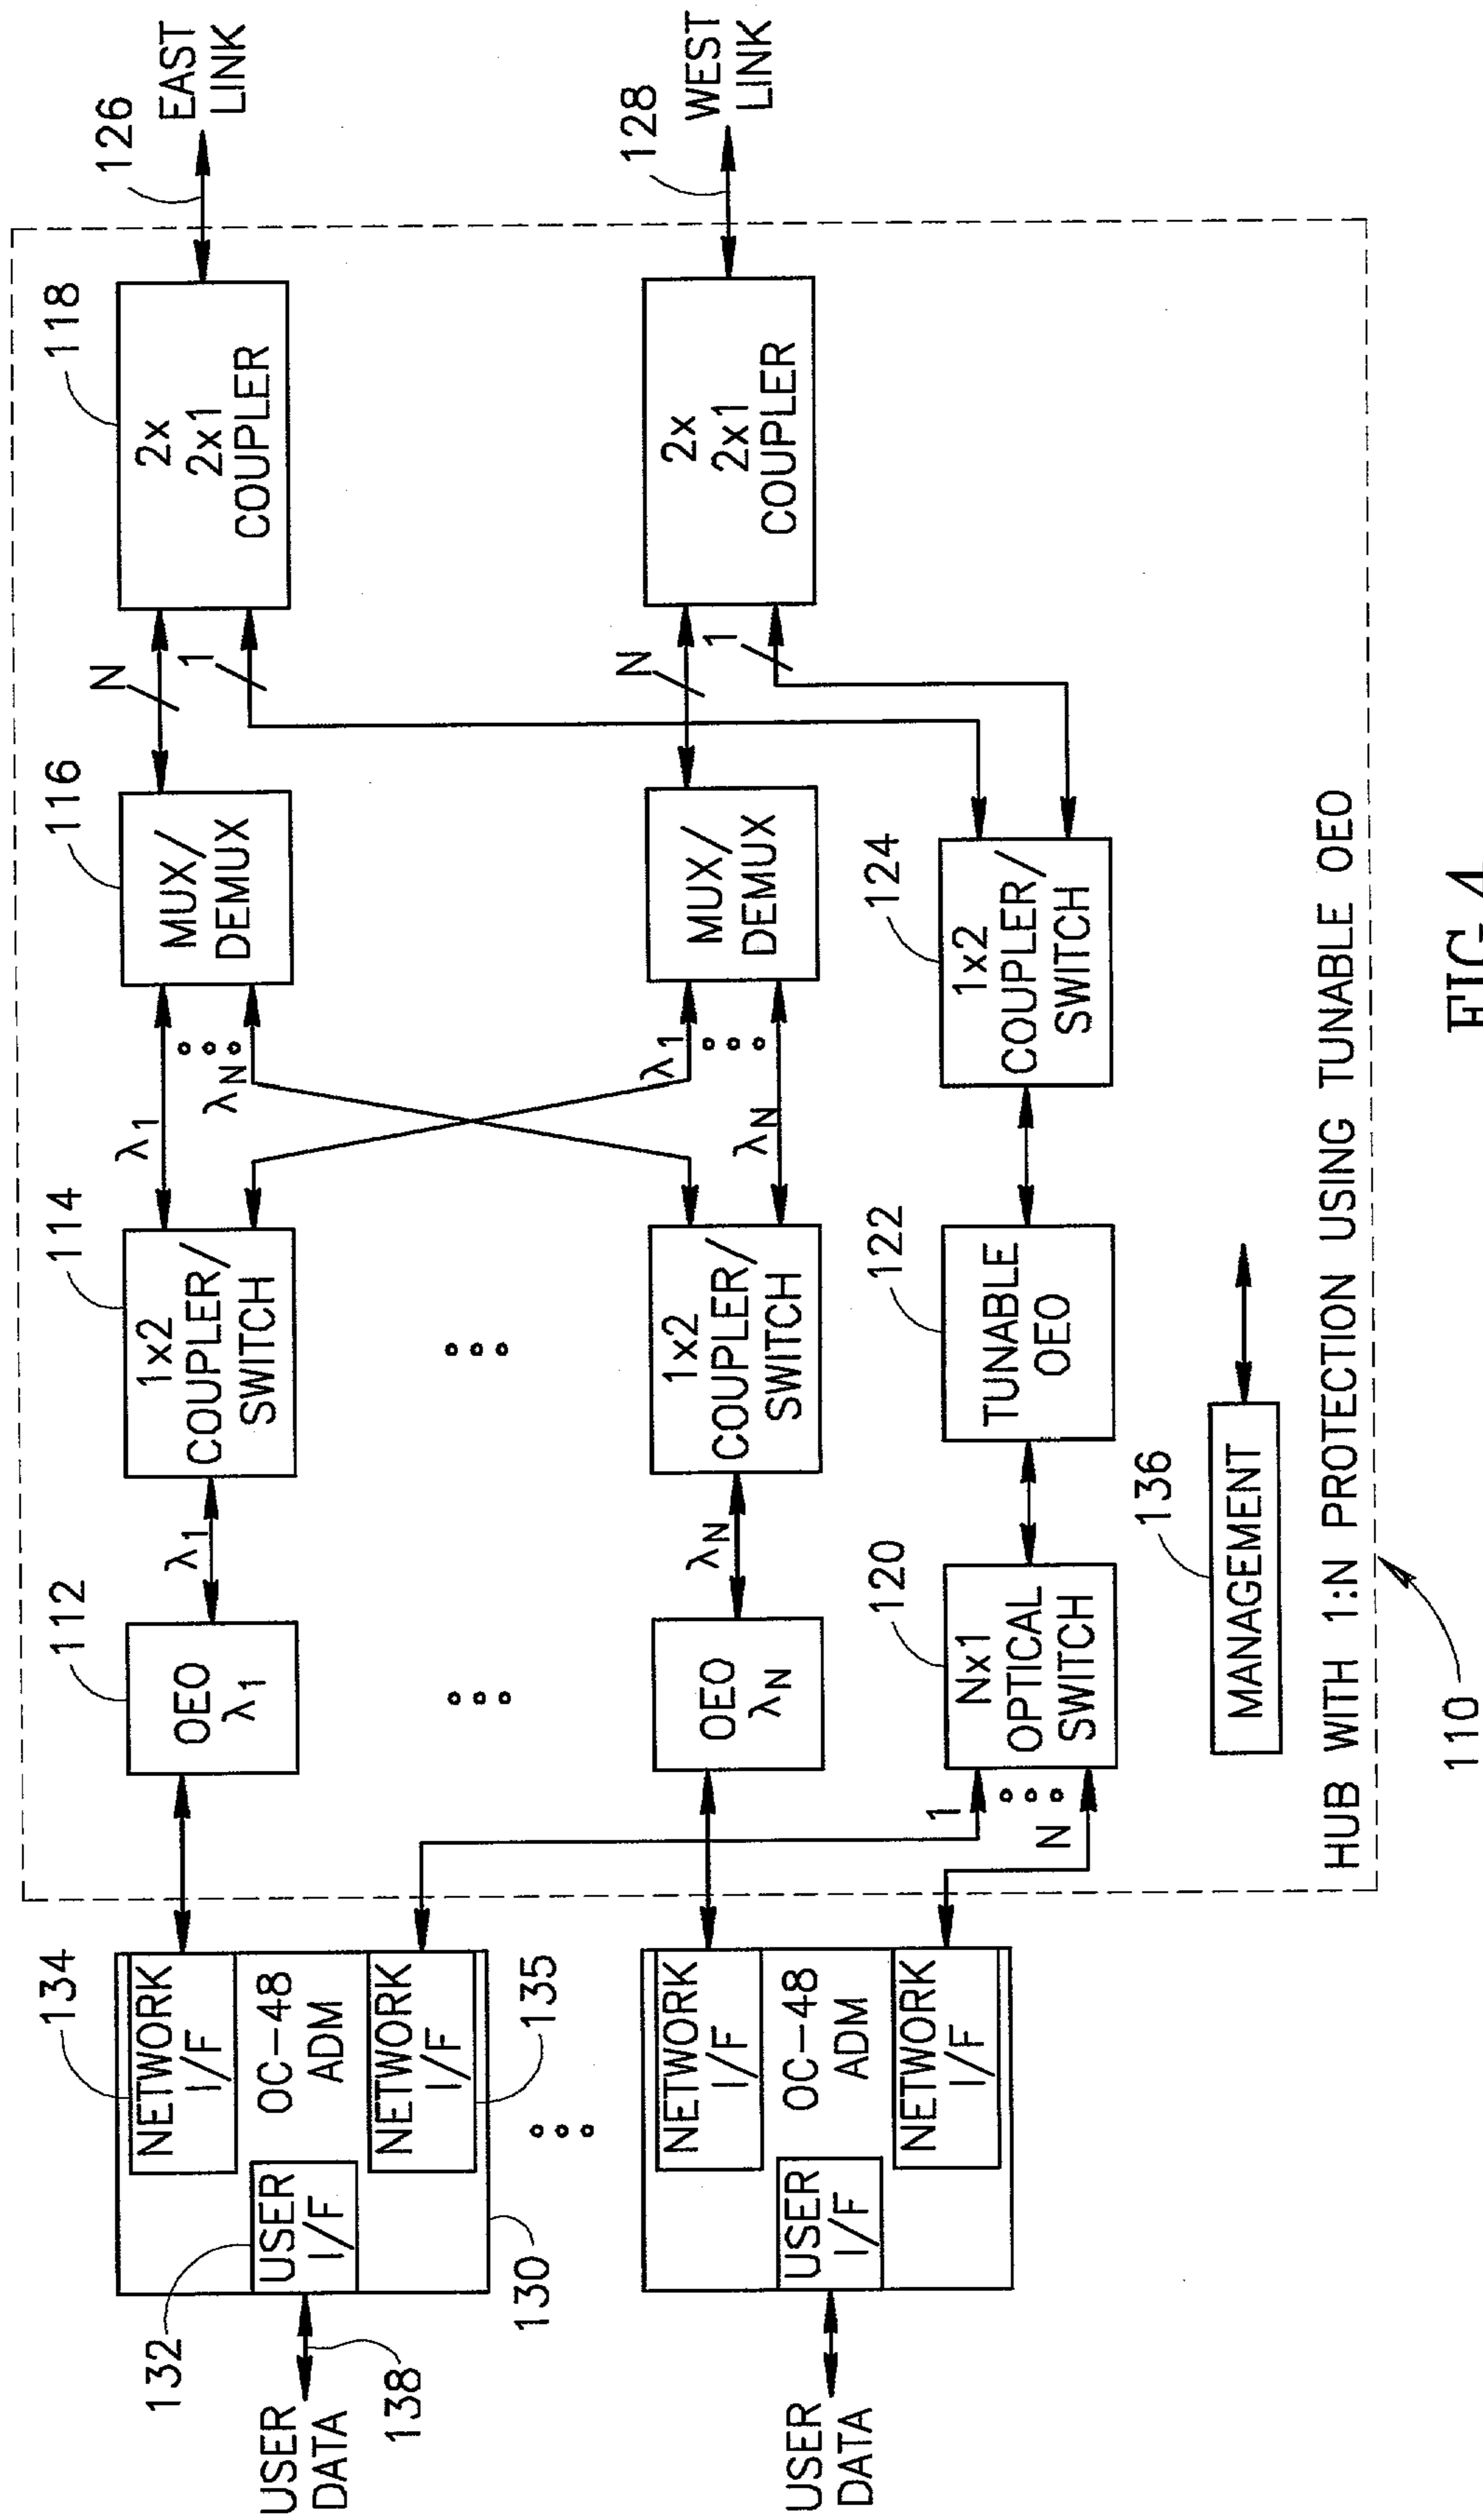 126
EAST
LINK
118
2x
2x1
COUPLER
N
1
116
MUX/
DEMUX
λ1
λN
114
1x2
COUPLER/
SWITCH
λ1
112
OEO
λ1
134
NETWORK
I/F
OC-48
ADM
NETWORK
I/F
135
USER
I/F
132
130
USER
DATA
138
128
WEST
LINK
2x
2x1
COUPLER
N
1
MUX/
DEMUX
λ1
λN
1x2
COUPLER/
SWITCH
λN
OEO
λN
NETWORK
I/F
OC-48
ADM
NETWORK
I/F
USER
I/F
USER
DATA
124
1x2
COUPLER/
SWITCH
122
TUNABLE
OEO
120
Nx1
OPTICAL
SWITCH
1
N
136
MANAGEMENT
HUB WITH 1:N PROTECTION USING TUNABLE OEO
110
FIG. 4